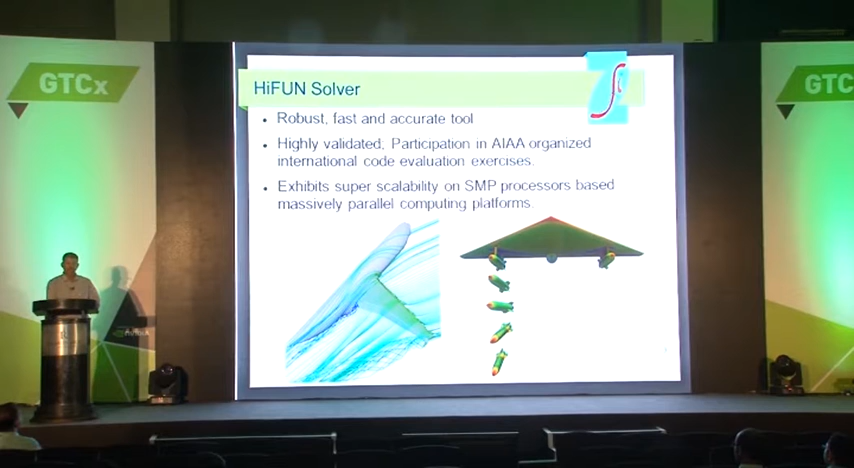 GTCx
GTC
HiFUN Solver
• Robust, fast and accurate tool
• Highly validated; Participation in AIAA organized
international code evaluation exercises.
• Exhibits super scalability on SMP processors based
massively parallel computing platforms.